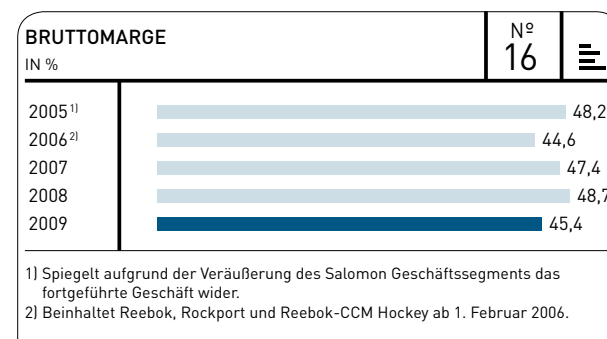 BRUTTOMARGE
IN %
Nº
16
2005 1) 48,2
2006 2) 44,6
2007 47,4
2008 48,7
2009 45,4
1) Spiegelt aufgrund der Veräußerung des Salomon Geschäftssegments das
fortgeführte Geschäft wider.
2) Beinhaltet Reebok, Rockport und Reebok-CCM Hockey ab 1. Februar 2006.